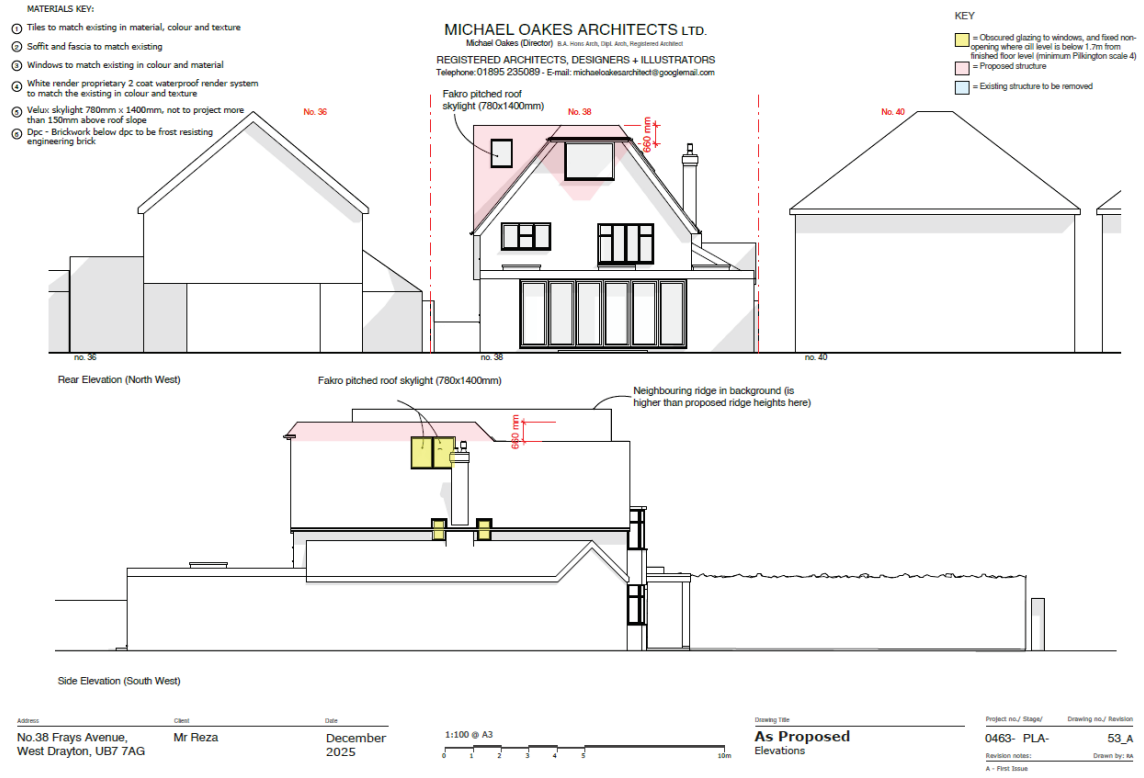 MATERIALS KEY:
1 Tiles to match existing in material, colour and texture
2 Soffit and fascia to match existing
3 Windows to match existing in colour and material
4 White render proprietary 2 coat waterproof render system
to match the existing in colour and texture
5 Velux skylight 780mm x 1400mm, not to project more
than 150mm above roof slope
6 Dpc - Brickwork below dpc to be frost resisting
engineering brick
MICHAEL OAKES ARCHITECTS LTD.
Michael Oakes (Director) B.A. Hons Arch, Dipl. Arch, Registered Architect
REGISTERED ARCHITECTS, DESIGNERS + ILLUSTRATORS
Telephone: 01895 235089 - E-mail: michaeloakesarchitect@googlemail.com
KEY
= Obscured glazing to windows, and fixed non-
opening where cill level is below 1.7m from
finished floor level (minimum Pilkington scale 4)
= Proposed structure
= Existing structure to be removed
Fakro pitched roof
skylight (780x1400mm)
No. 36
No. 38
No. 40
660 mm
no. 36
no. 38
no. 40
Rear Elevation (North West)
Fakro pitched roof skylight (780x1400mm)
Neighbouring ridge in background (is
higher than proposed ridge heights here)
660 mm
Side Elevation (South West)
Address
No.38 Frays Avenue,
West Drayton, UB7 7AG
Client
Mr Reza
Date
December
2025
1:100 @ A3
0 1 2 3 4 5 10m
Drawing Title
As Proposed
Elevations
Project no./ Stage/ Drawing no./ Revision
0463- PLA- 53_A
Revision notes: Drawn by: RA
A - First Issue